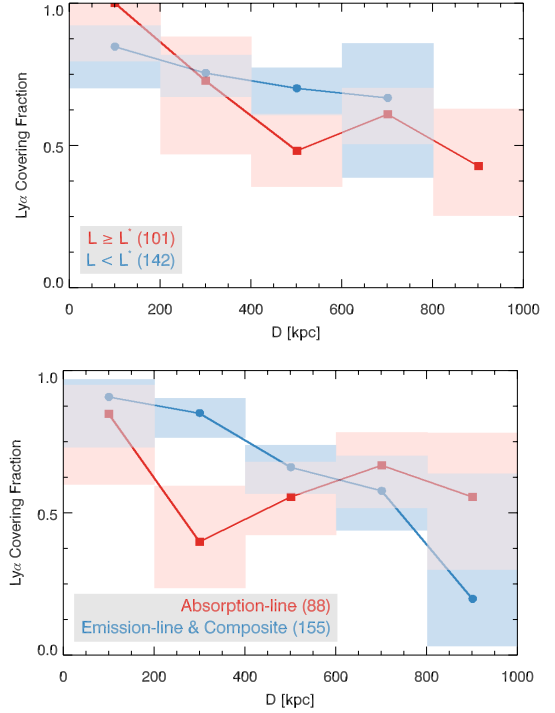 1.0
0.5
0.0
Lyα Covering Fraction
L ≥ L* (101)
L < L* (142)
0 200 400 600 800 1000
D [kpc]
1.0
0.5
0.0
Lyα Covering Fraction
Absorption-line (88)
Emission-line & Composite (155)
0 200 400 600 800 1000
D [kpc]